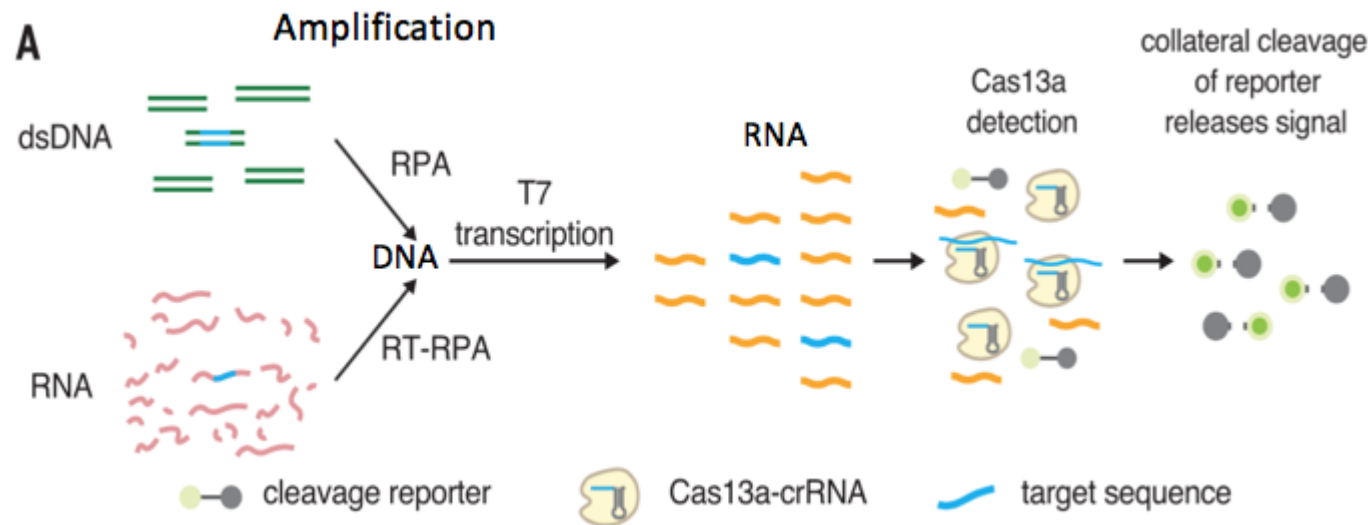 A
Amplification
dsDNA
RNA
RPA
RT-RPA
DNA
T7
transcription
RNA
Cas13a
detection
collateral cleavage
of reporter
releases signal
cleavage reporter
Cas13a-crRNA
target sequence